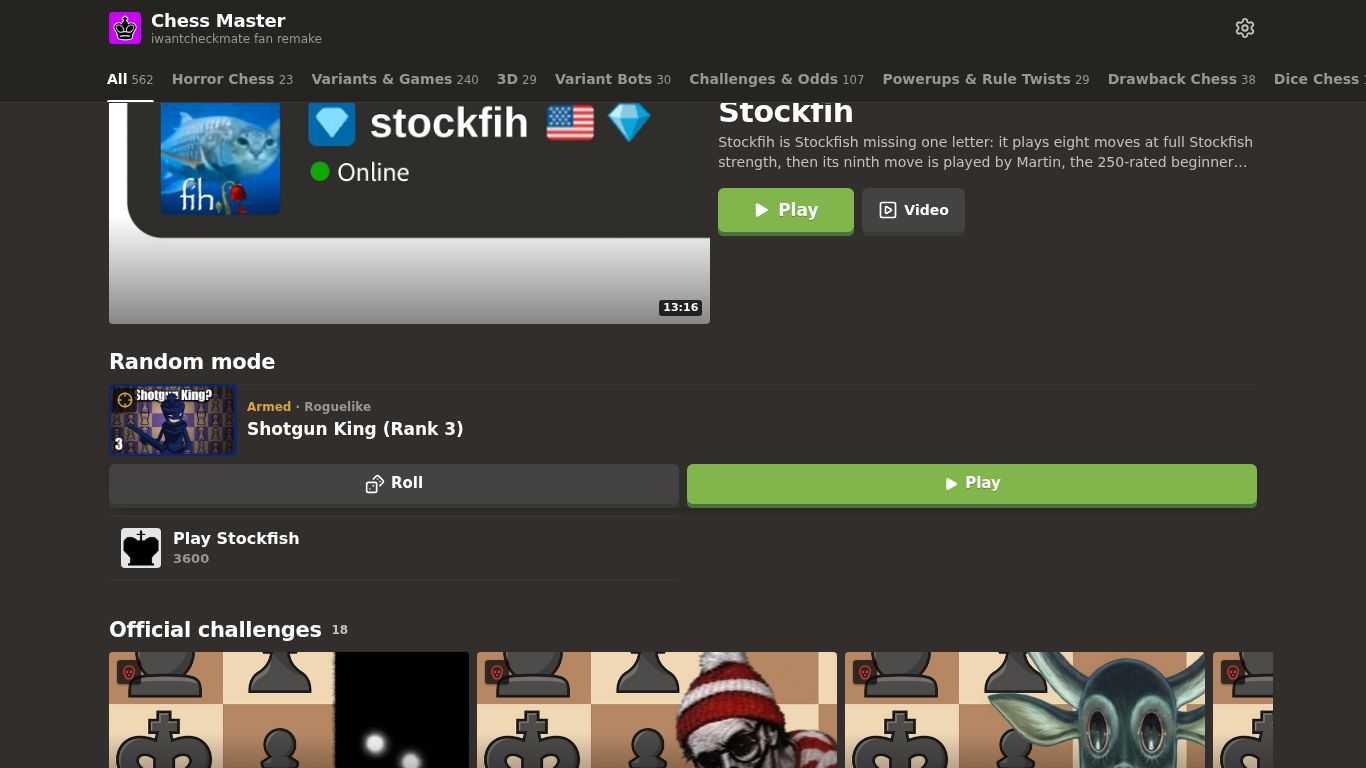 Chess Master
iwantcheckmate fan remake
All 562 Horror Chess 23 Variants & Games 240 3D 29 Variant Bots 30 Challenges & Odds 107 Powerups & Rule Twists 29 Drawback Chess 38 Dice Chess
stockfih
Online
fih
13:16
Stockfih
Stockfih is Stockfish missing one letter: it plays eight moves at full Stockfish
strength, then its ninth move is played by Martin, the 250-rated beginner…
Play
Video
Random mode
Shotgun King?
3
Armed · Roguelike
Shotgun King (Rank 3)
Roll
Play
Play Stockfish
3600
Official challenges 18